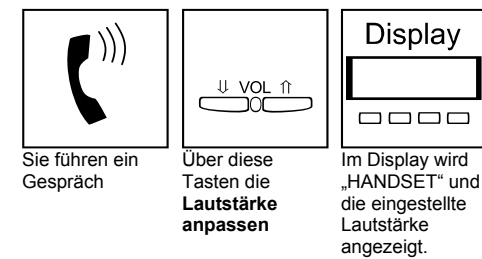 Display
⇓ VOL ⇑
Sie führen ein
Gespräch
Über diese
Tasten die
Lautstärke
anpassen
Im Display wird
„HANDSET“ und
die eingestellte
Lautstärke
angezeigt.